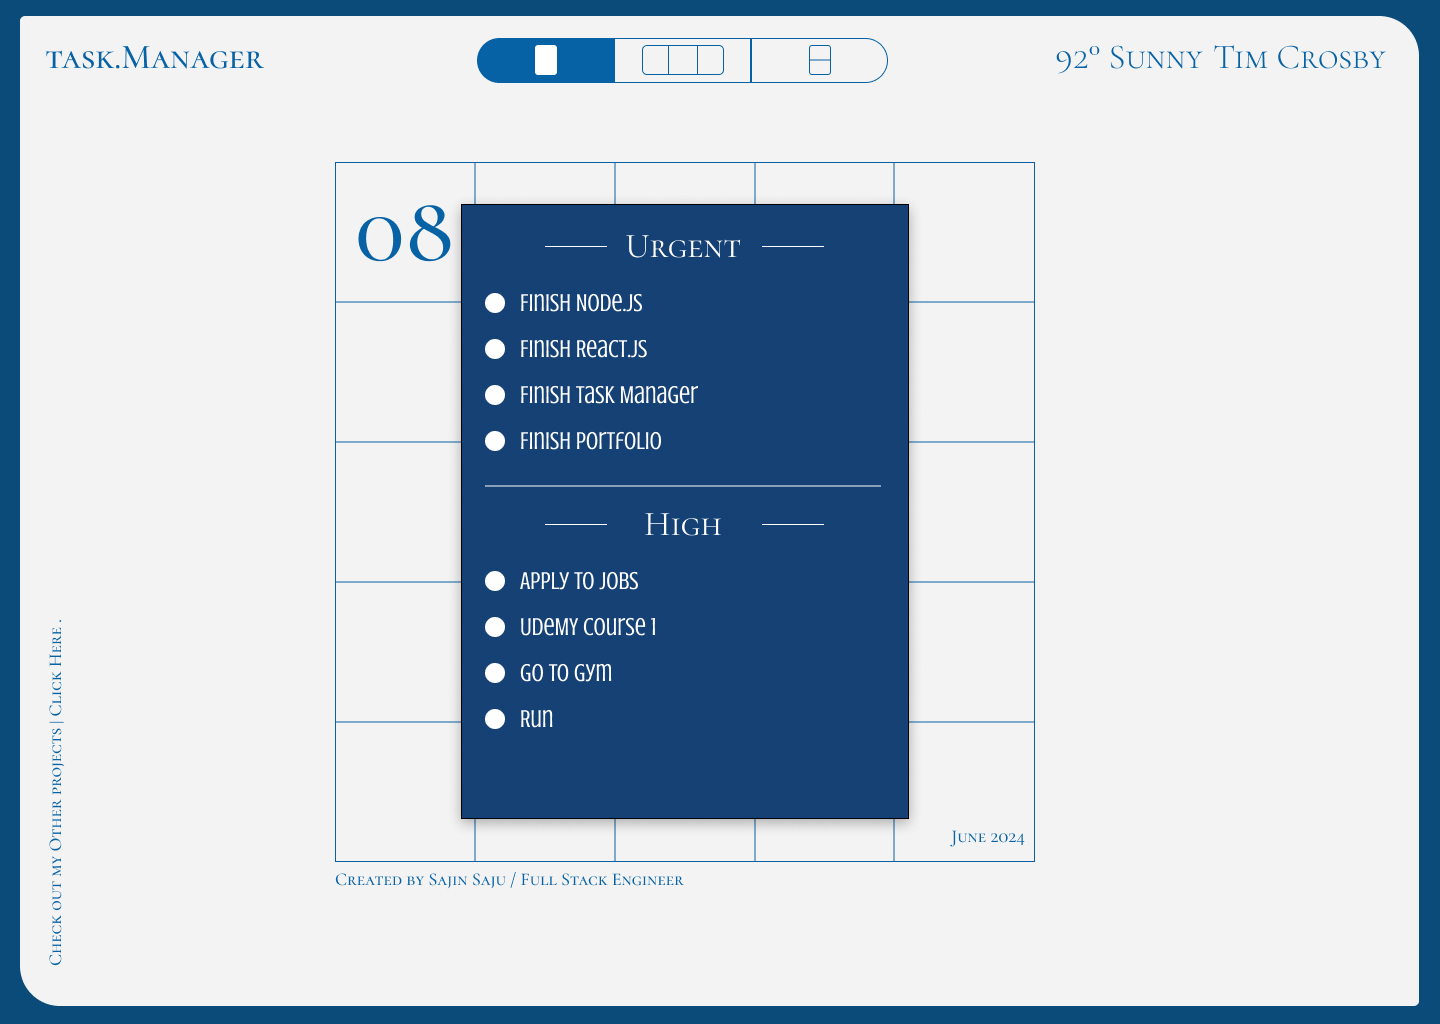 task.Manager
92° Sunny Tim Crosby
08
Urgent
Finish Node.js
Finish React.js
Finish Task Manager
Finish Portfolio
High
Apply to Jobs
Udemy Course 1
Go to Gym
Run
June 2024
Created by Sajin Saju / Full Stack Engineer
Check out my Other projects | Click Here .